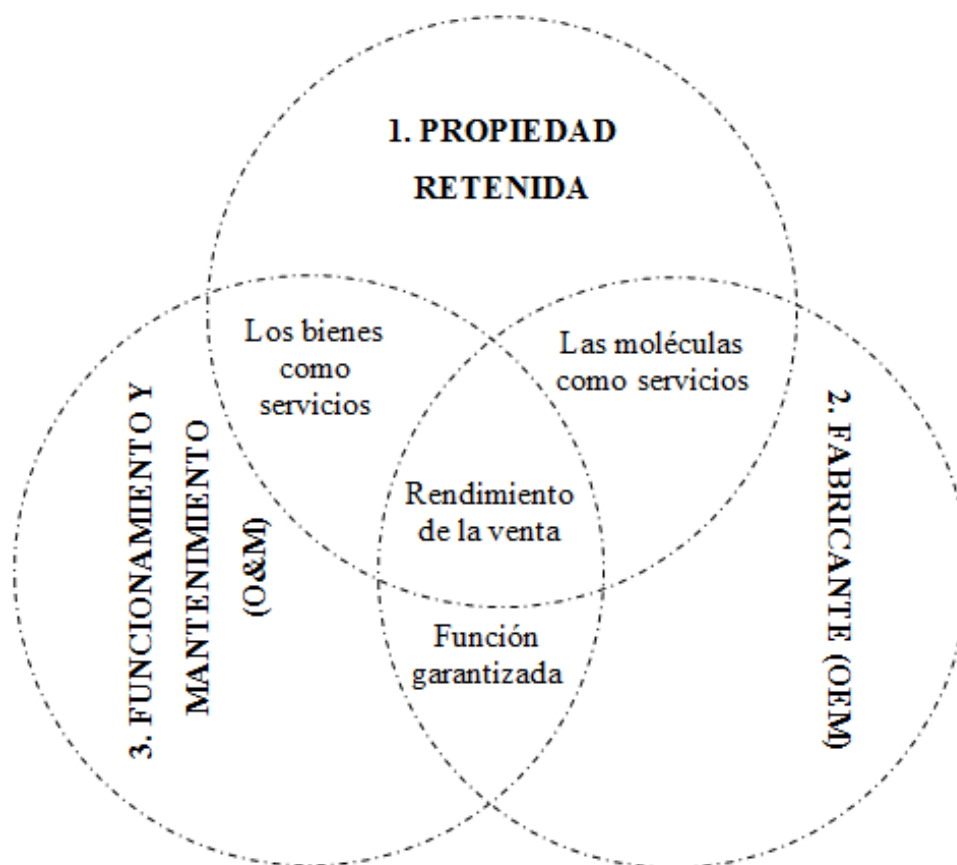 1. PROPIEDAD
RETENIDA
Los bienes
como
servicios
Las moléculas
como servicios
3. FUNCIONAMIENTO Y
MANTENIMIENTO
(O&M)
Rendimiento
de la venta
2. FABRICANTE (OEM)
Función
garantizada